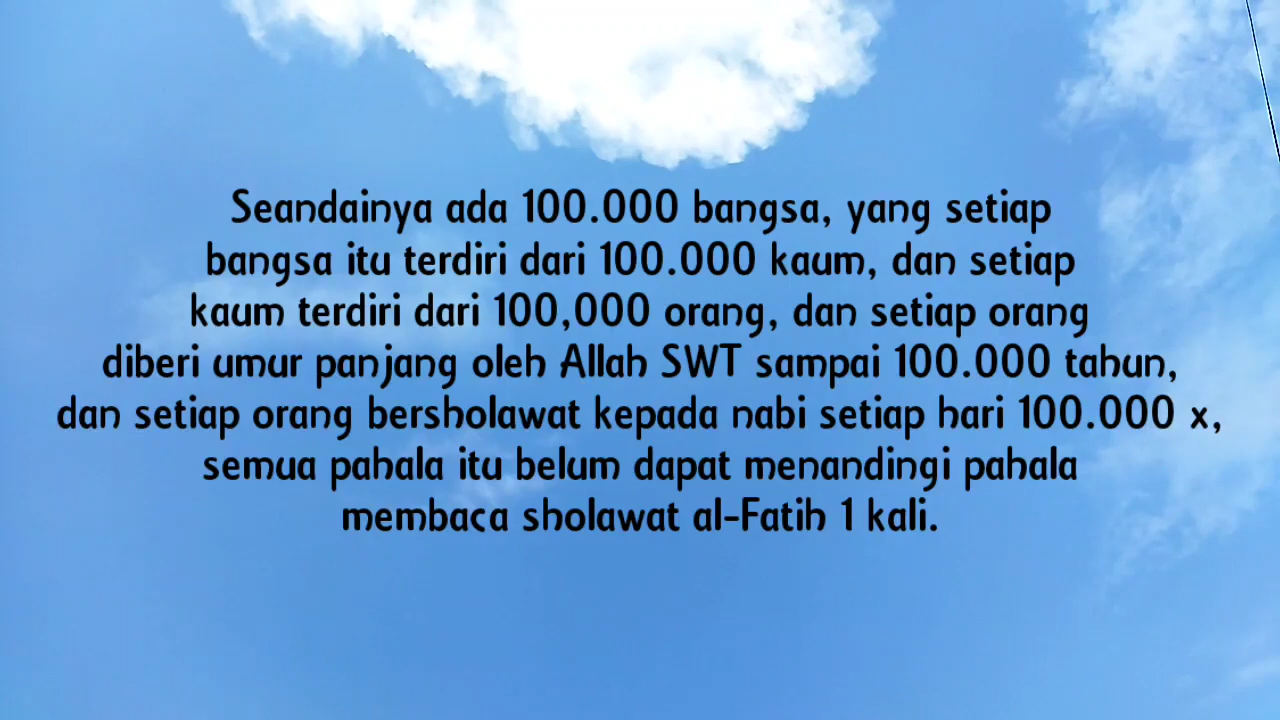 Seandainya ada 100.000 bangsa, yang setiap
bangsa itu terdiri dari 100.000 kaum, dan setiap
kaum terdiri dari 100,000 orang, dan setiap orang
diberi umur panjang oleh Allah SWT sampai 100.000 tahun,
dan setiap orang bersholawat kepada nabi setiap hari 100.000 x,
semua pahala itu belum dapat menandingi pahala
membaca sholawat al-Fatih 1 kali.